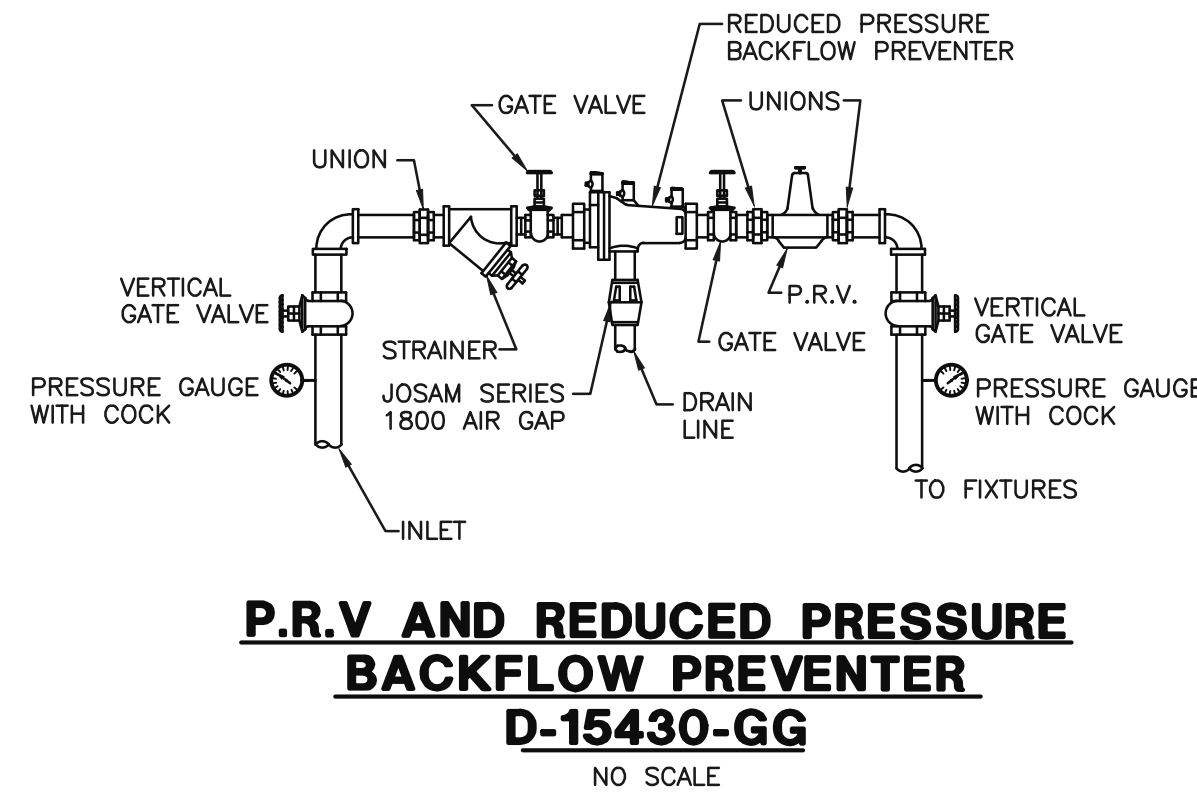 REDUCED PRESSURE
BACKFLOW PREVENTER
GATE VALVE
UNIONS
UNION
VERTICAL
GATE VALVE
P.R.V.
VERTICAL
GATE VALVE
STRAINER
GATE VALVE
PRESSURE GAUGE
WITH COCK
JOSAM SERIES
1800 AIR GAP
DRAIN
LINE
PRESSURE GAUGE
WITH COCK
TO FIXTURES
INLET
P.R.V AND REDUCED PRESSURE
BACKFLOW PREVENTER
D-15430-GG
NO SCALE